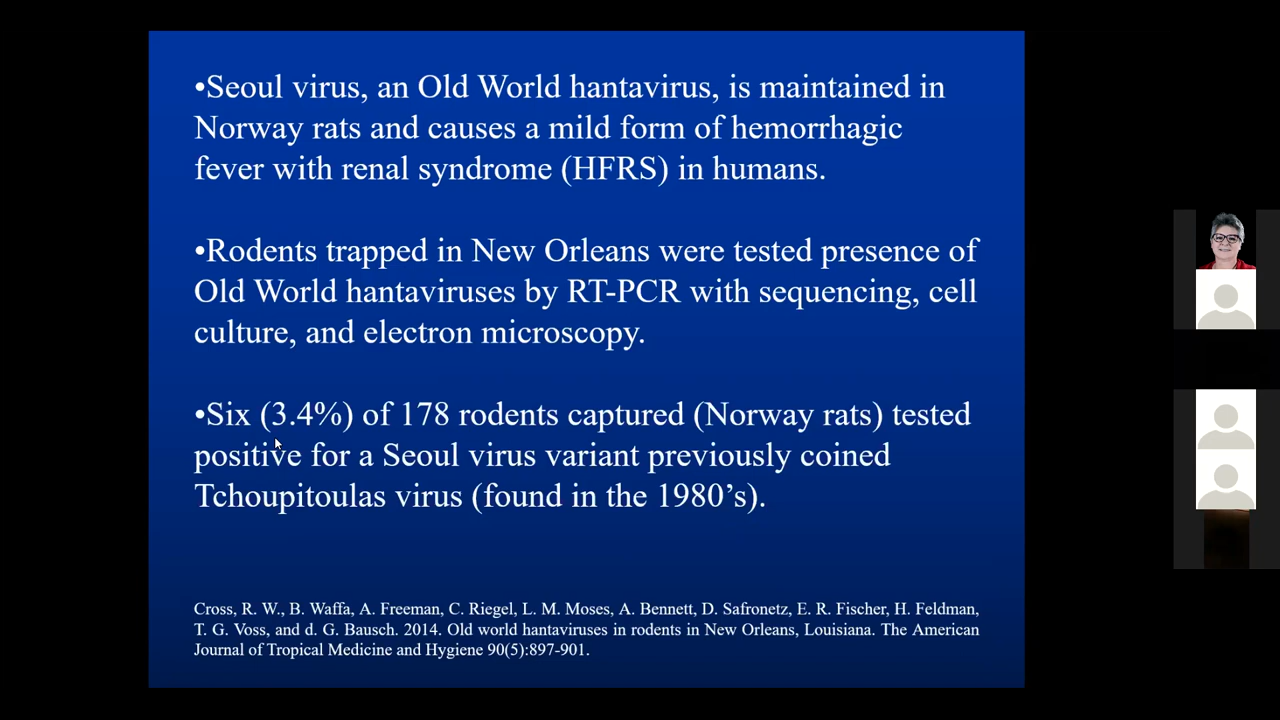 •Seoul virus, an Old World hantavirus, is maintained in
Norway rats and causes a mild form of hemorrhagic
fever with renal syndrome (HFRS) in humans.
•Rodents trapped in New Orleans were tested presence of
Old World hantaviruses by RT-PCR with sequencing, cell
culture, and electron microscopy.
•Six (3.4%) of 178 rodents captured (Norway rats) tested
positive for a Seoul virus variant previously coined
Tchoupitoulas virus (found in the 1980’s).
Cross, R. W., B. Waffa, A. Freeman, C. Riegel, L. M. Moses, A. Bennett, D. Safronetz, E. R. Fischer, H. Feldman,
T. G. Voss, and d. G. Bausch. 2014. Old world hantaviruses in rodents in New Orleans, Louisiana. The American
Journal of Tropical Medicine and Hygiene 90(5):897-901.